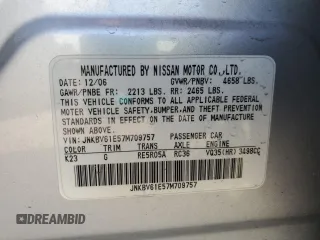 MANUFACTURED BY NISSAN MOTOR CO.,LTD.
DATE: 12/06 GVWR/PNBV: 4658 LBS.
GAWR/PNBE FR: 2213 LBS. RR: 2465 LBS.
THIS VEHICLE CONFORMS TO ALL APPLICABLE FEDERAL
MOTOR VEHICLE SAFETY,BUMPER,AND THEFT PREVENTION
STANDARDS IN EFFECT ON THE DATE OF MANUFACTURE
SHOWN ABOVE.
VIN: JNKBV61E57M709757 PASSENGER CAR
COLOR TRIM TRANS AXLE ENGINE
K23 G RE5R05A RC36 VQ35(HR) 3498CC
JNKBV61E57M709757
AUTOBIDMASTER